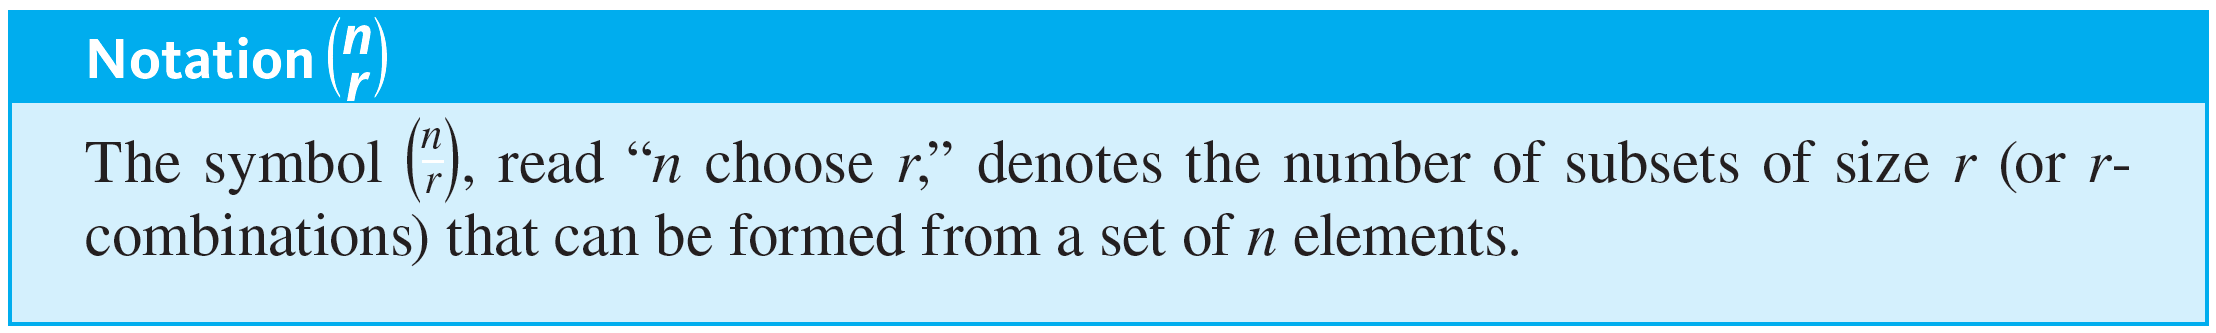 Notation (n r)
The symbol (n r), read “n choose r,” denotes the number of subsets of size r (or r-
combinations) that can be formed from a set of n elements.